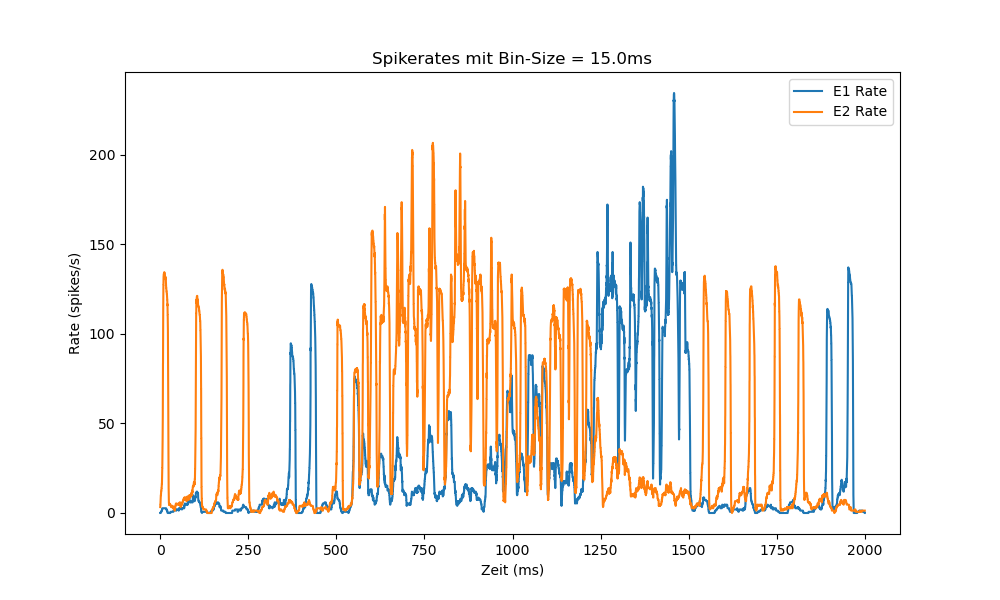 Spikerates mit Bin-Size = 15.0ms
E1 Rate
E2 Rate
Rate (spikes/s)
200
150
100
50
0
0 250 500 750 1000 1250 1500 1750 2000
Zeit (ms)